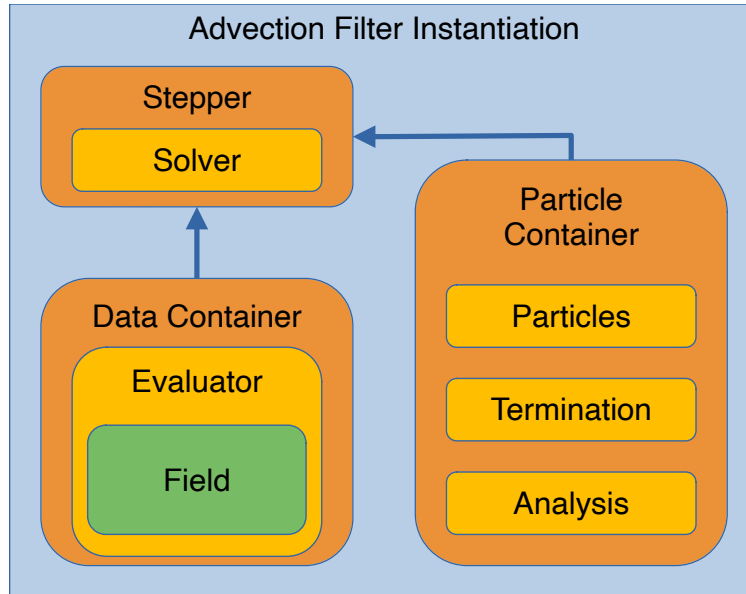 Advection Filter Instantiation
Stepper
Solver
Data Container
Evaluator
Field
Particle
Container
Particles
Termination
Analysis